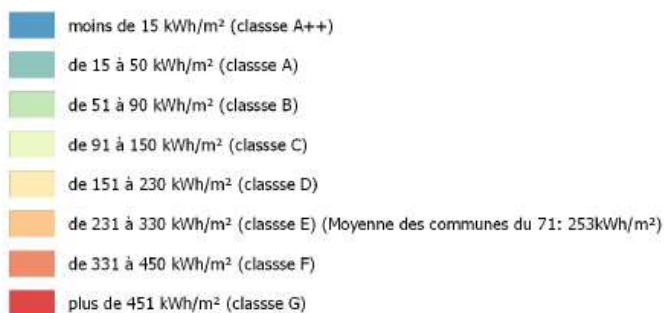 moins de 15 kWh/m² (classse A++)
de 15 à 50 kWh/m² (classse A)
de 51 à 90 kWh/m² (classse B)
de 91 à 150 kWh/m² (classse C)
de 151 à 230 kWh/m² (classse D)
de 231 à 330 kWh/m² (classse E) (Moyenne des communes du 71: 253kWh/m²)
de 331 à 450 kWh/m² (classse F)
plus de 451 kWh/m² (classse G)